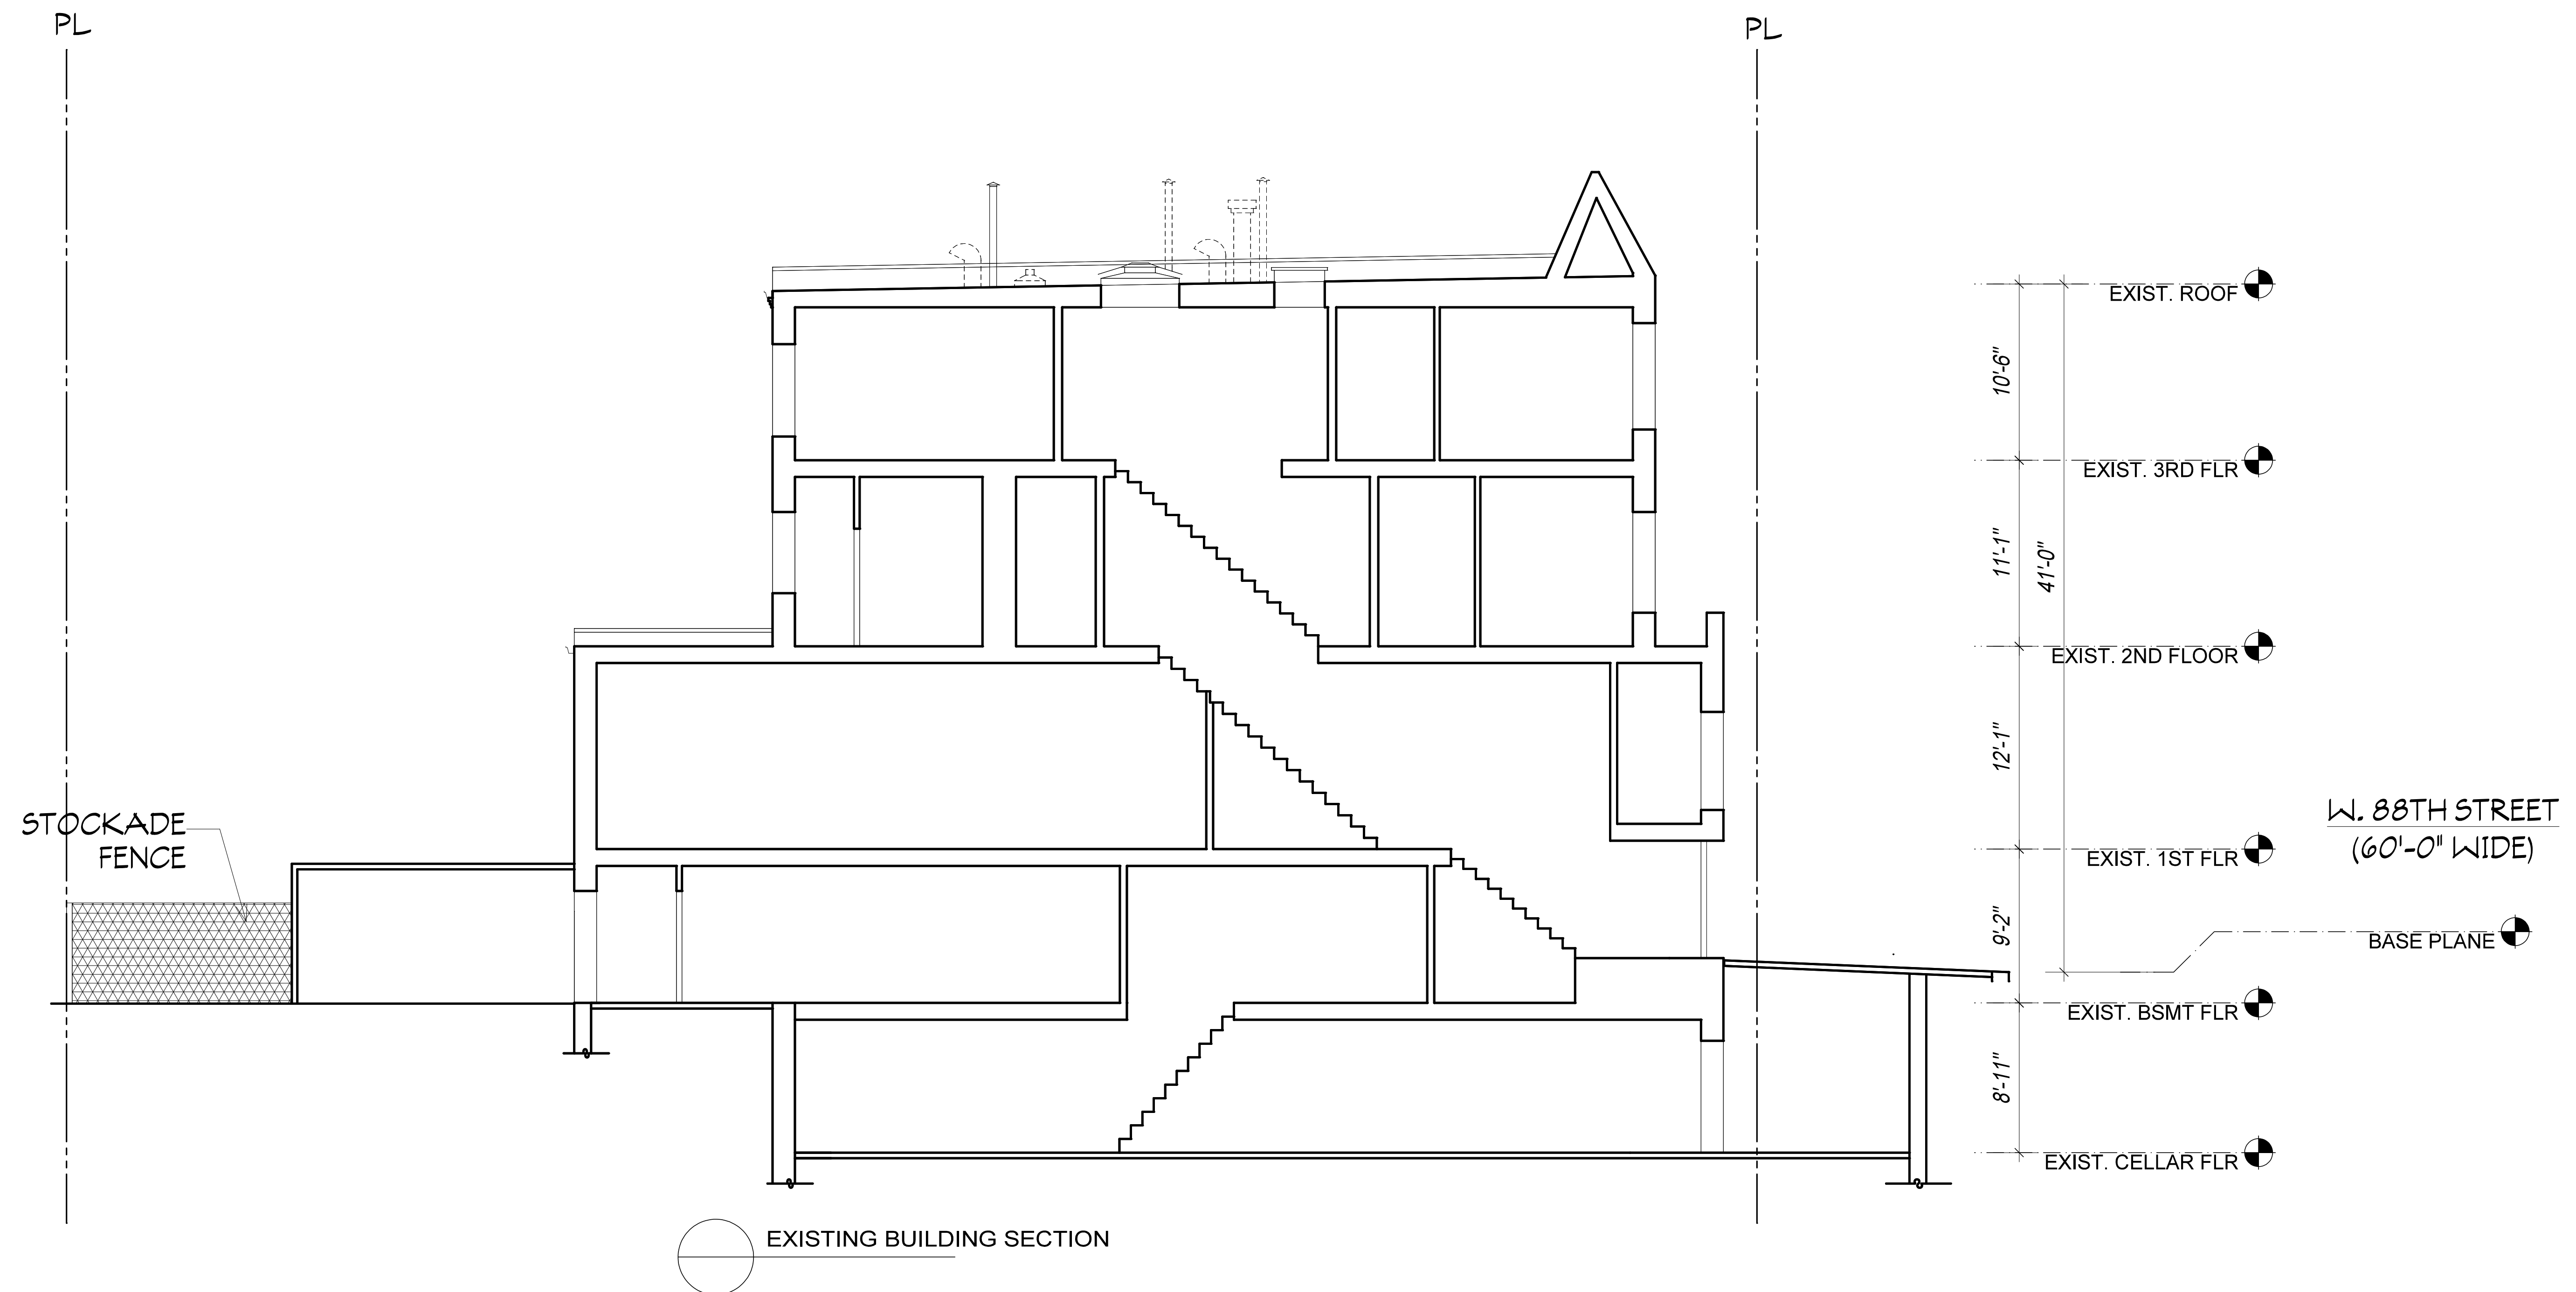 PL
PL
EXIST. ROOF
10'-6"
EXIST. 3RD FLR
11'-1"
41'-0"
EXIST. 2ND FLOOR
12'-1"
STOCKADE
FENCE
W. 88TH STREET
(60'-0" WIDE)
EXIST. 1ST FLR
9'-2"
BASE PLANE
EXIST. BSMT FLR
8'-11"
EXIST. CELLAR FLR
EXISTING BUILDING SECTION